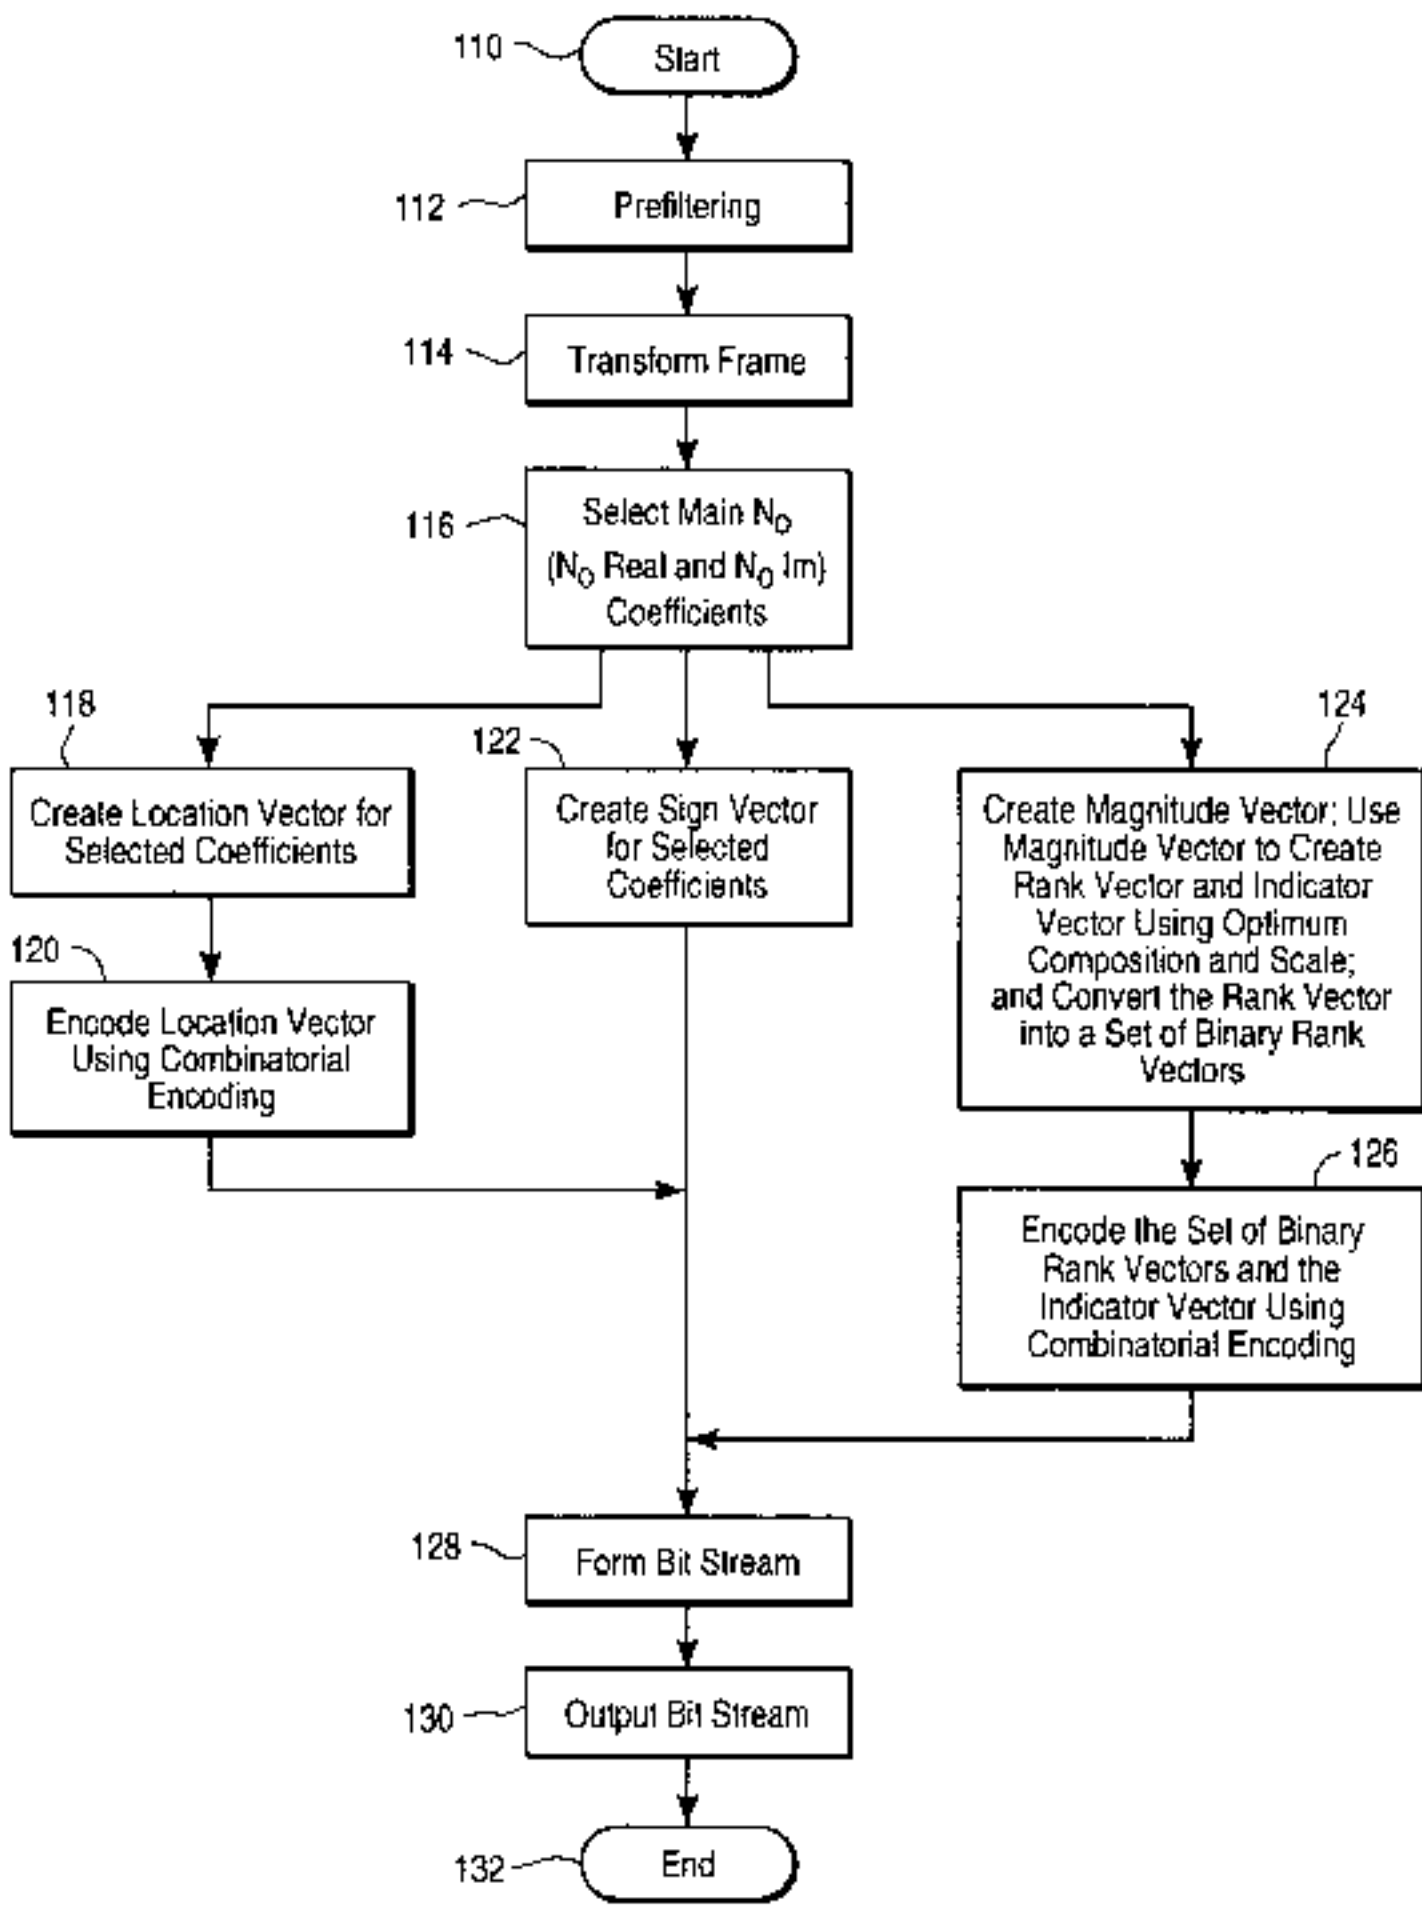 110
Start
112
Prefiltering
114
Transform Frame
116
Select Main N₀
(N₀ Real and N₀ Im)
Coefficients
118
Create Location Vector for
Selected Coefficients
120
Encode Location Vector
Using Combinatorial
Encoding
122
Create Sign Vector
for Selected
Coefficients
124
Create Magnitude Vector; Use
Magnitude Vector to Create
Rank Vector and Indicator
Vector Using Optimum
Composition and Scale;
and Convert the Rank Vector
into a Set of Binary Rank
Vectors
126
Encode the Set of Binary
Rank Vectors and the
Indicator Vector Using
Combinatorial Encoding
128
Form Bit Stream
130
Output Bit Stream
132
End